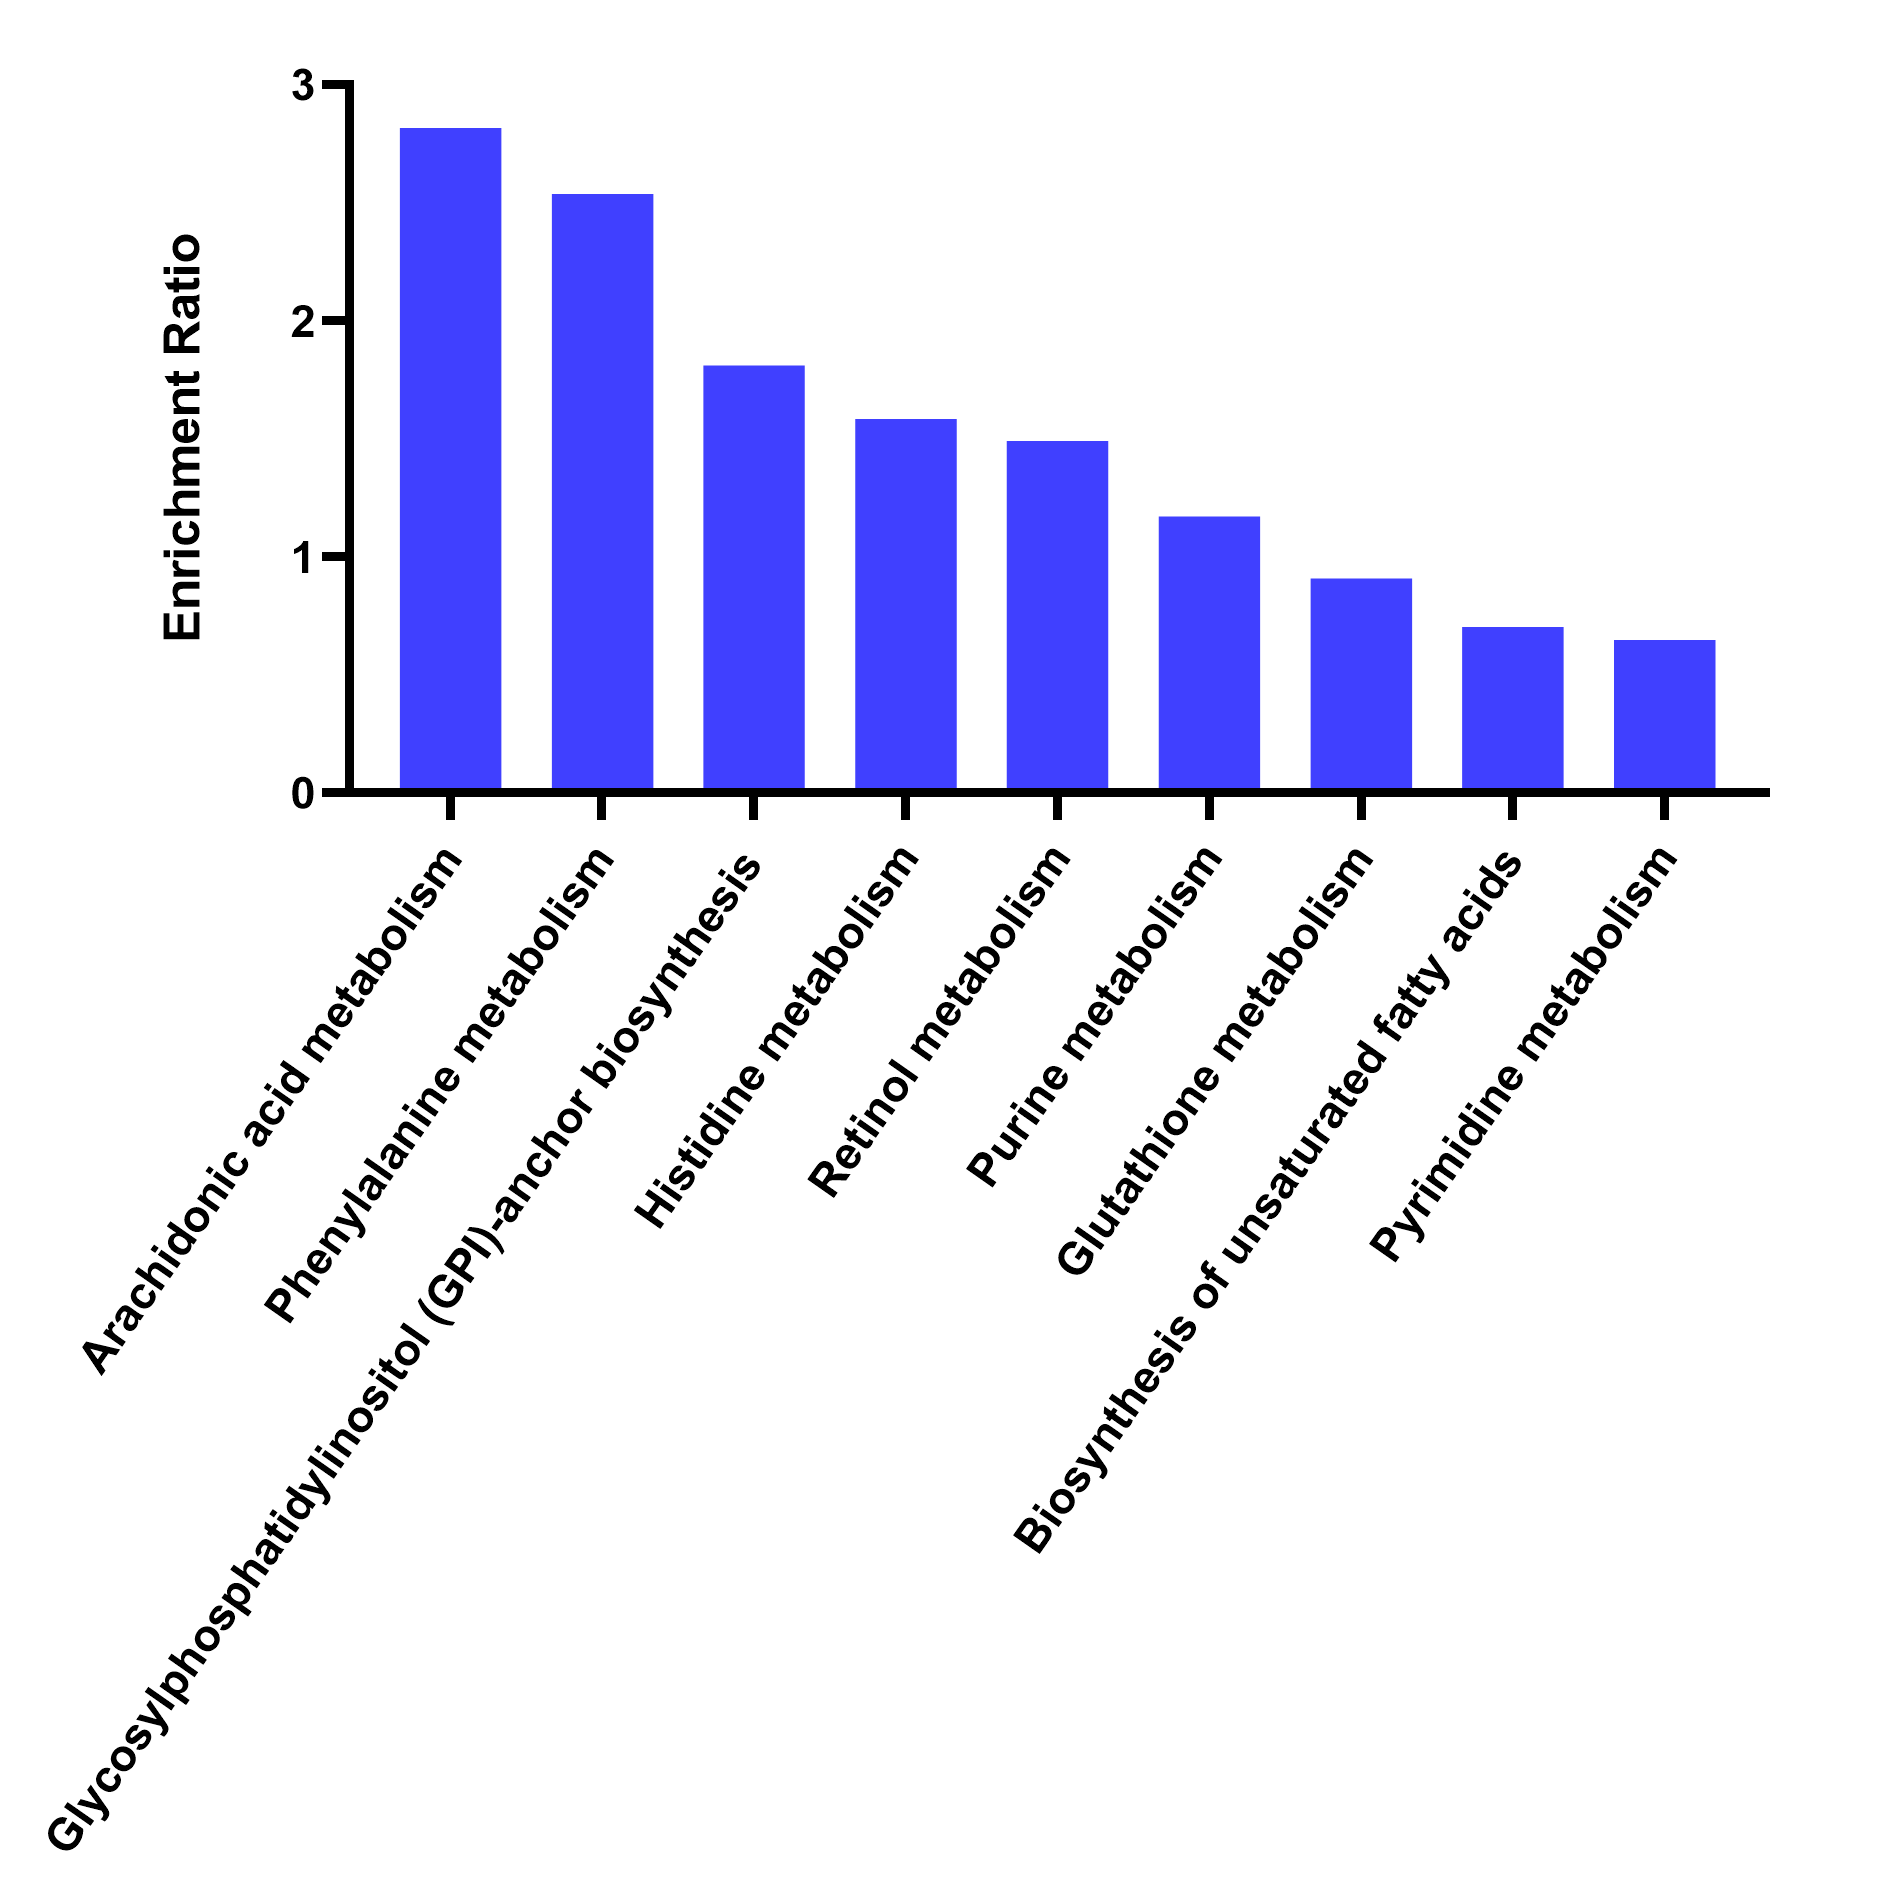 Enrichment Ratio
3
2
1
0
Arachidonic acid metabolism
Phenylalanine metabolism
Glycosylphosphatidylinositol (GPI)-anchor biosynthesis
Histidine metabolism
Retinol metabolism
Purine metabolism
Glutathione metabolism
Biosynthesis of unsaturated fatty acids
Pyrimidine metabolism